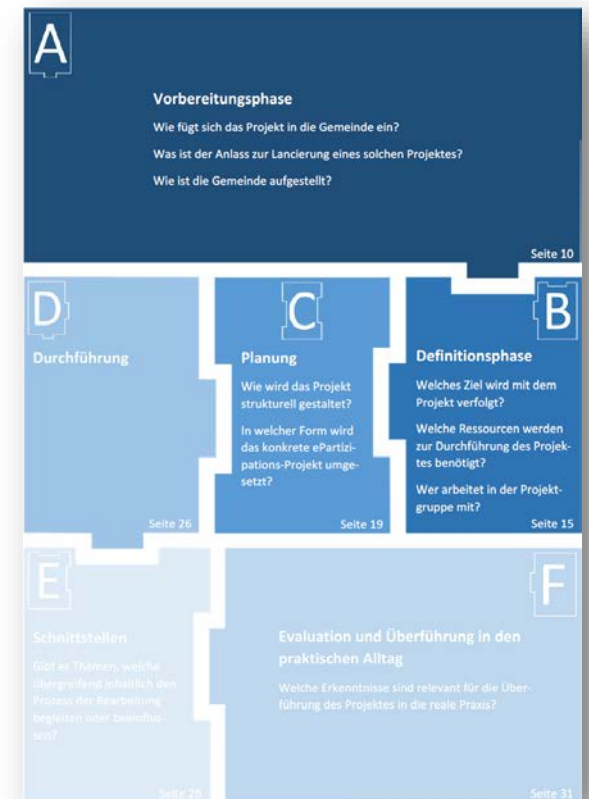 A
Vorbereitungsphase
Wie fügt sich das Projekt in die Gemeinde ein?
Was ist der Anlass zur Lancierung eines solchen Projektes?
Wie ist die Gemeinde aufgestellt?
Seite 10
B
Definitionsphase
Welches Ziel wird mit dem
Projekt verfolgt?
Welche Ressourcen werden
zur Durchführung des Projek-
tes benötigt?
Wer arbeitet in der Projekt-
gruppe mit?
Seite 15
C
Planung
Wie wird das Projekt
strukturell gestaltet?
In welcher Form wird
das konkrete ePartizi-
pations-Projekt umge-
setzt?
Seite 19
D
Durchführung
Seite 26
E
Schnittstellen
Gibt es Themen, welche
übergreifend inhaltlich den
Prozess der Bearbeitung
begleiten oder beeinflus-
sen?
Seite 28
F
Evaluation und Überführung in den
praktischen Alltag
Welche Erkenntnisse sind relevant für die Über-
führung des Projektes in die reale Praxis?
Seite 31